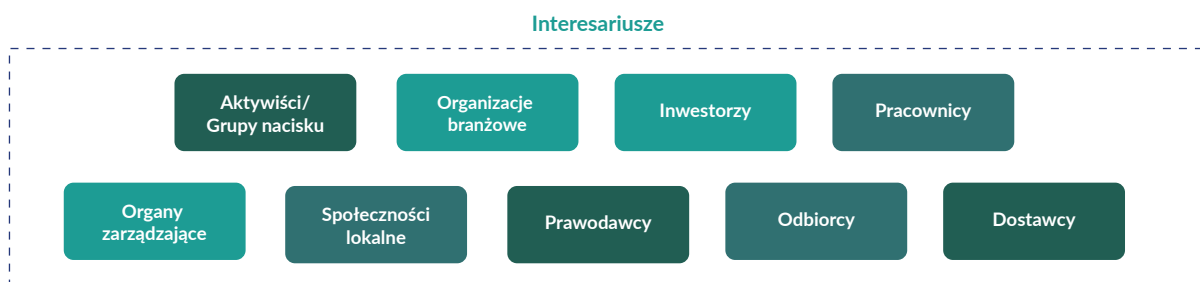 Interesariusze
Aktywiści/
Grupy nacisku
Organizacje
branżowe
Inwestorzy
Pracownicy
Organy
zarządzające
Społeczności
lokalne
Prawodawcy
Odbiorcy
Dostawcy